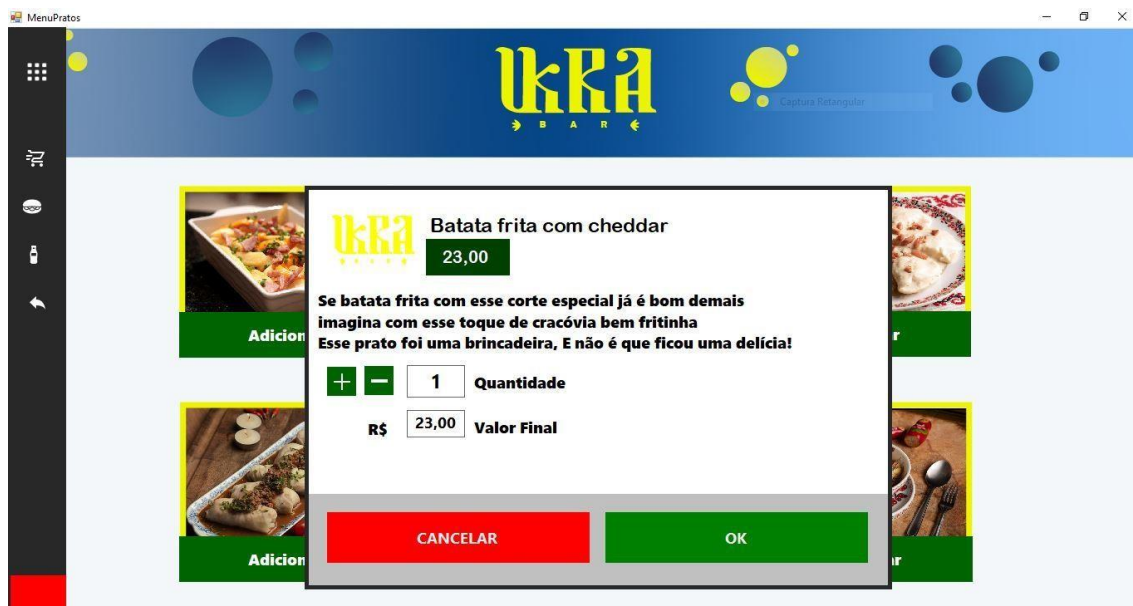 MenuPratos
UkRA
BAR
Captura Retangular
UkRA
Batata frita com cheddar
23,00
Se batata frita com esse corte especial já é bom demais
imagina com esse toque de cracóvia bem fritinha
Esse prato foi uma brincadeira, E não é que ficou uma delícia!
1 Quantidade
R$ 23,00 Valor Final
CANCELAR OK
Adicion
r
Adicion
ar